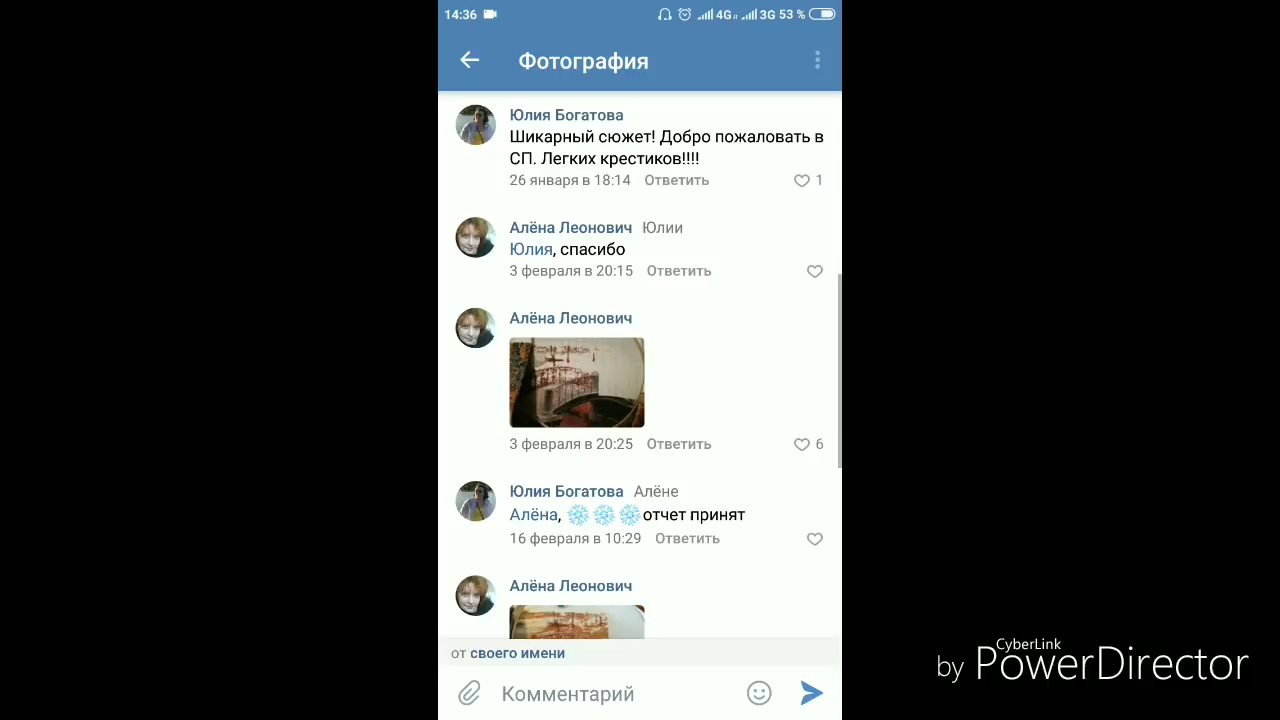 14:36 4G 3G 53 %
Фотография
Юлия Богатова
Шикарный сюжет! Добро пожаловать в
СП. Легких крестиков!!!!
26 января в 18:14 Ответить 1
Алёна Леонович Юлии
Юлия, спасибо
3 февраля в 20:15 Ответить
Алёна Леонович
3 февраля в 20:25 Ответить 6
Юлия Богатова Алёне
Алёна, отчет принят
16 февраля в 10:29 Ответить
Алёна Леонович
от своего имени
Комментарий
CyberLink
by PowerDirector